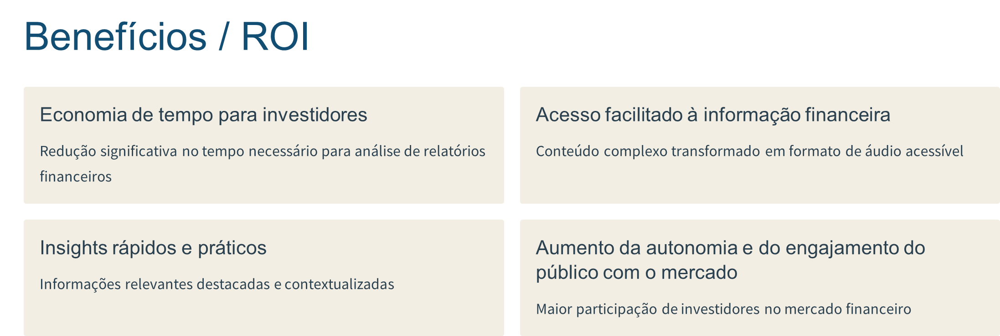 Benefícios / ROI
Economia de tempo para investidores
Redução significativa no tempo necessário para análise de relatórios
financeiros
Acesso facilitado à informação financeira
Conteúdo complexo transformado em formato de áudio acessível
Insights rápidos e práticos
Informações relevantes destacadas e contextualizadas
Aumento da autonomia e do engajamento do
público com o mercado
Maior participação de investidores no mercado financeiro